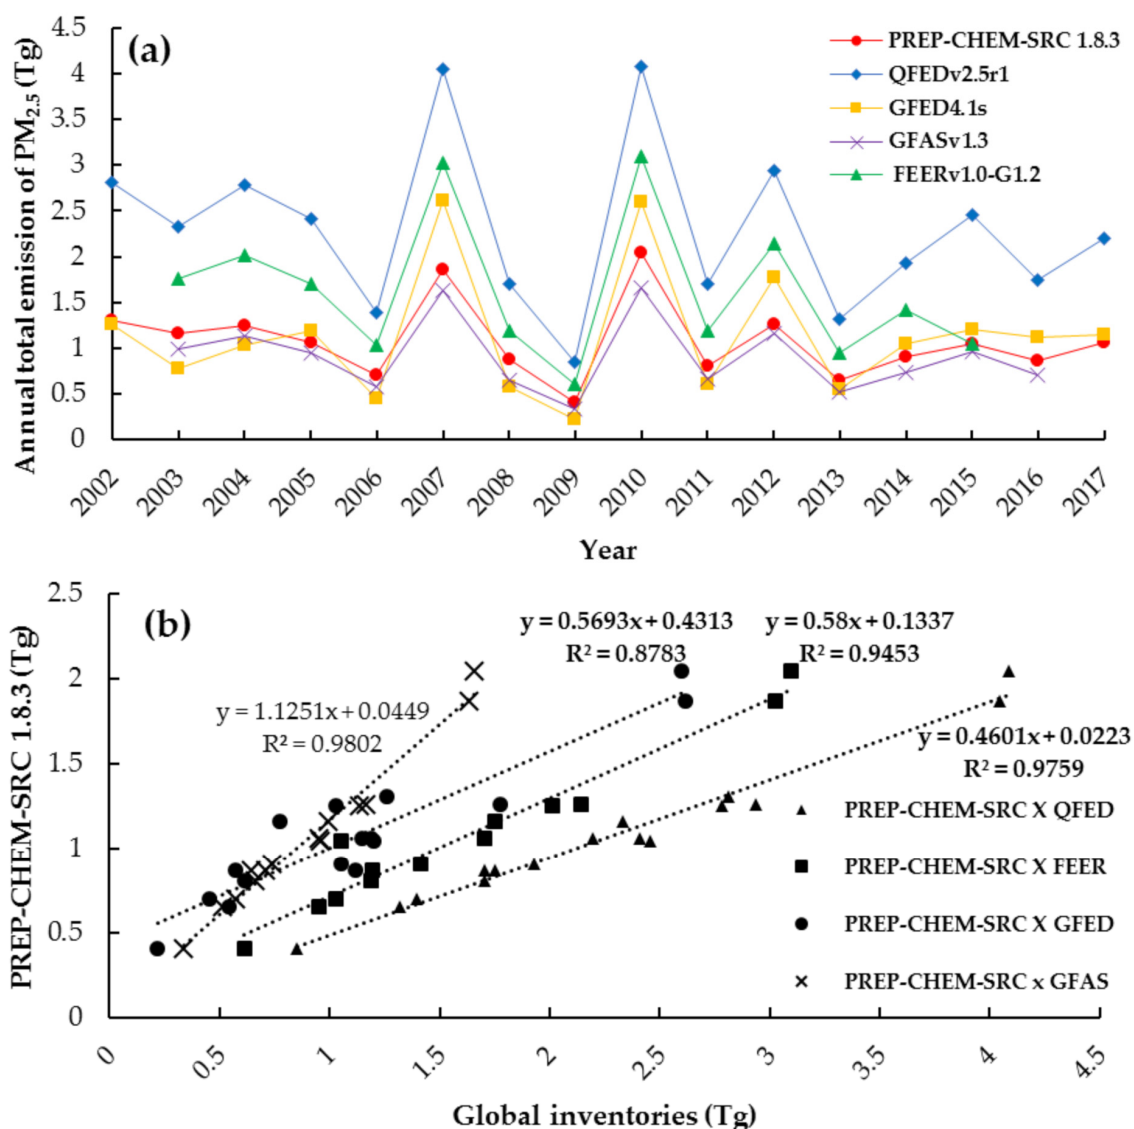 (a)
PREP-CHEM-SRC 1.8.3
QFEDv2.5r1
GFED4.1s
GFASv1.3
FEERv1.0-G1.2
Annual total emission of PM2.5 (Tg)
4.5
4
3.5
3
2.5
2
1.5
1
0.5
0
2002
2003
2004
2005
2006
2007
2008
2009
2010
2011
2012
2013
2014
2015
2016
2017
Year
(b)
PREP-CHEM-SRC 1.8.3 (Tg)
2.5
2
1.5
1
0.5
0
y = 0.5693x + 0.4313
R² = 0.8783
y = 0.58x + 0.1337
R² = 0.9453
y = 1.1251x + 0.0449
R² = 0.9802
y = 0.4601x + 0.0223
R² = 0.9759
PREP-CHEM-SRC X QFED
PREP-CHEM-SRC X FEER
PREP-CHEM-SRC X GFED
PREP-CHEM-SRC x GFAS
0
0.5
1
1.5
2
2.5
3
3.5
4
4.5
Global inventories (Tg)